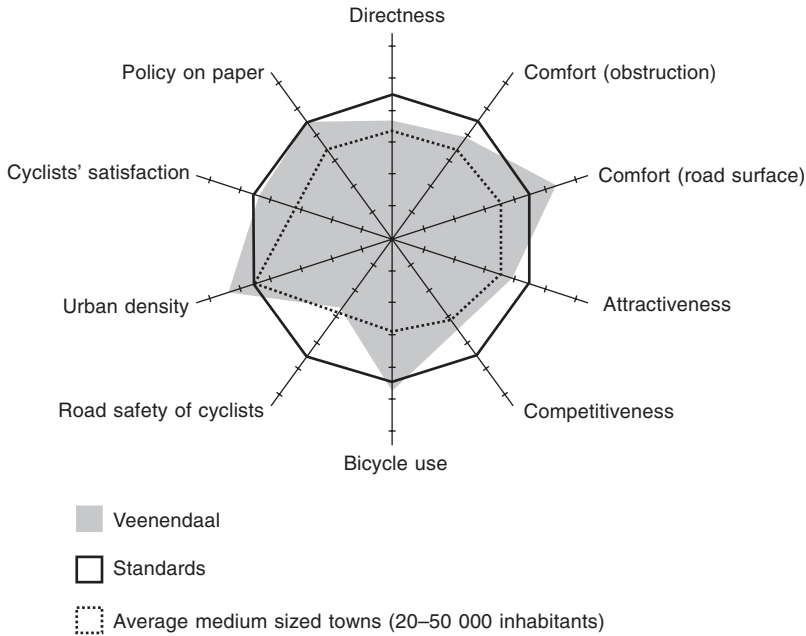 Directness
Policy on paper
Comfort (obstruction)
Cyclists' satisfaction
Comfort (road surface)
Urban density
Attractiveness
Road safety of cyclists
Competitiveness
Bicycle use
Veenendaal
Standards
Average medium sized towns (20–50 000 inhabitants)